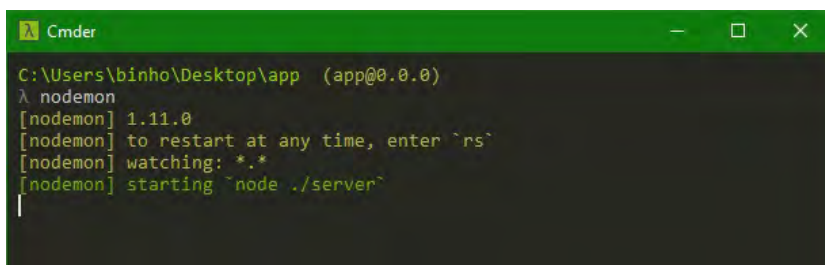 λ Cmder
C:\Users\binho\Desktop\app (app@0.0.0)
λ nodemon
[nodemon] 1.11.0
[nodemon] to restart at any time, enter `rs`
[nodemon] watching: *.*
[nodemon] starting `node ./server`